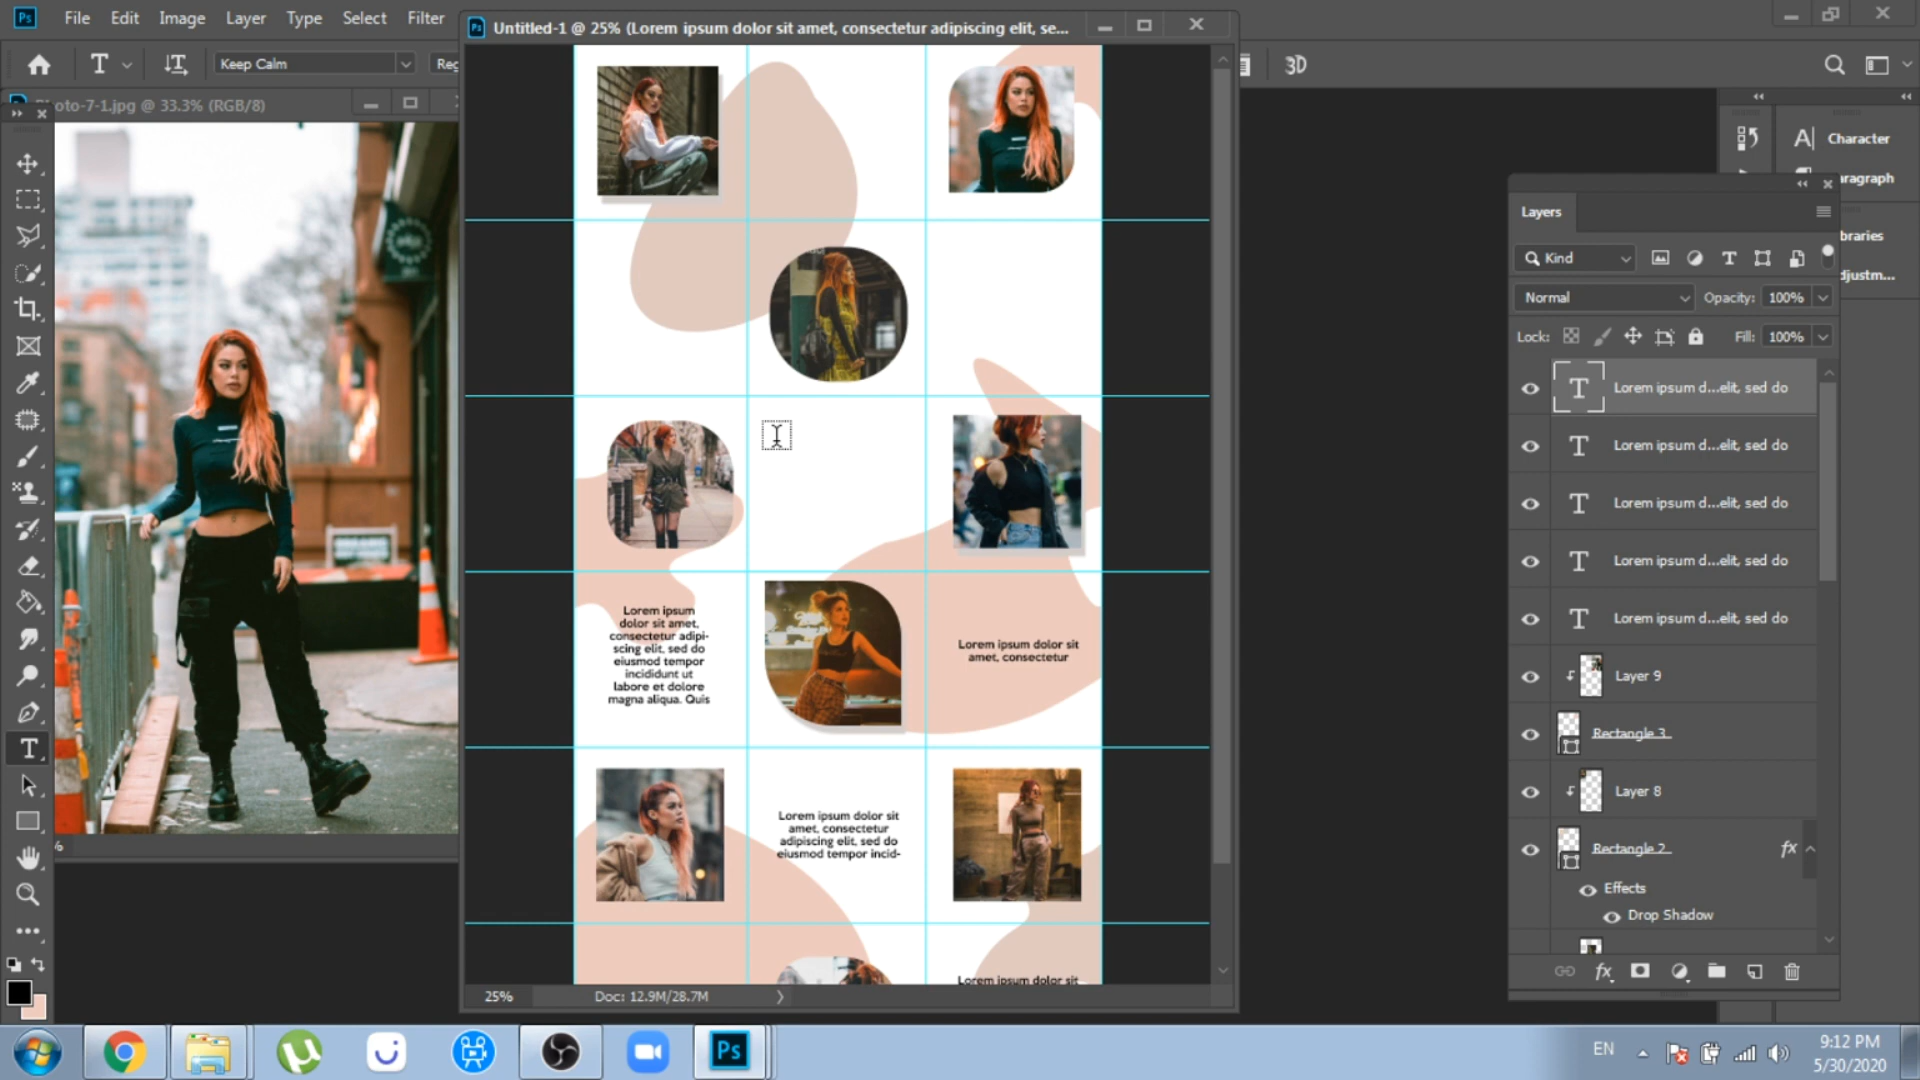 Ps File Edit Image Layer Type Select Filter
Untitled-1 @ 25% (Lorem ipsum dolor sit amet, consectetur adipiscing elit, se...
Keep Calm
3D
oto-7-1.jpg @ 33.3% (RGB/8)
Character
ragraph
braries
djustm...
Layers
Kind
Normal
Opacity: 100%
Lock:
Fill: 100%
Lorem ipsum d...elit, sed do
Lorem ipsum d...elit, sed do
Lorem ipsum d...elit, sed do
Lorem ipsum d...elit, sed do
Lorem ipsum d...elit, sed do
Layer 9
Rectangle 3
Layer 8
Rectangle 2
fx
Effects
Drop Shadow
fx
Lorem ipsum
dolor sit amet,
consectetur adipi-
scing elit, sed do
eiusmod tempor
incididunt ut
labore et dolore
magna aliqua. Quis
Lorem ipsum dolor sit
amet, consectetur
Lorem ipsum dolor sit
amet, consectetur
adipiscing elit, sed do
eiusmod tempor incid-
Lorem ipsum dolor sit
25%
Doc: 12.9M/28.7M
Ps
EN
9:12 PM
5/30/2020